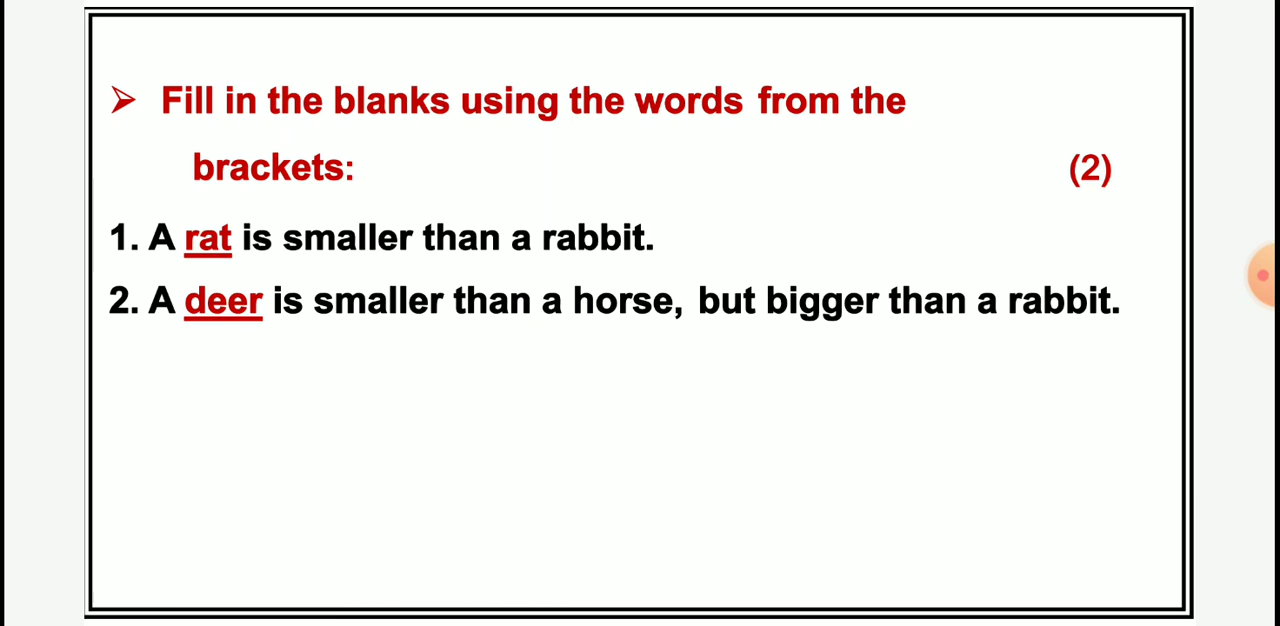 ➢ Fill in the blanks using the words from the
brackets: (2)
1. A rat is smaller than a rabbit.
2. A deer is smaller than a horse, but bigger than a rabbit.